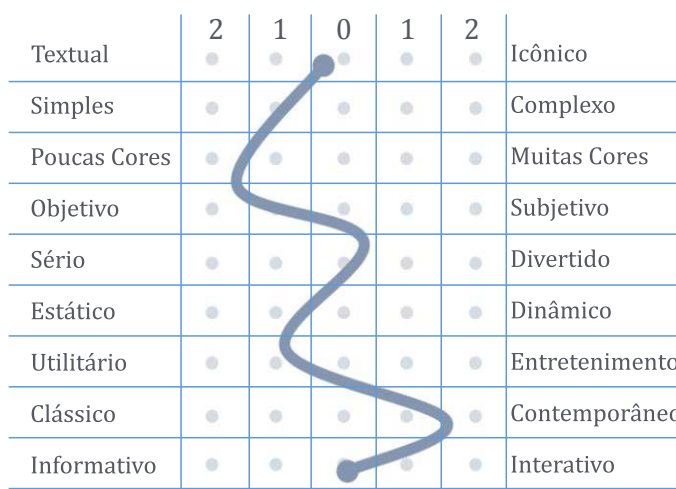 2 1 0 1 2
Textual Icônico
Simples Complexo
Poucas Cores Muitas Cores
Objetivo Subjetivo
Sério Divertido
Estático Dinâmico
Utilitário Entretenimento
Clássico Contemporâneo
Informativo Interativo